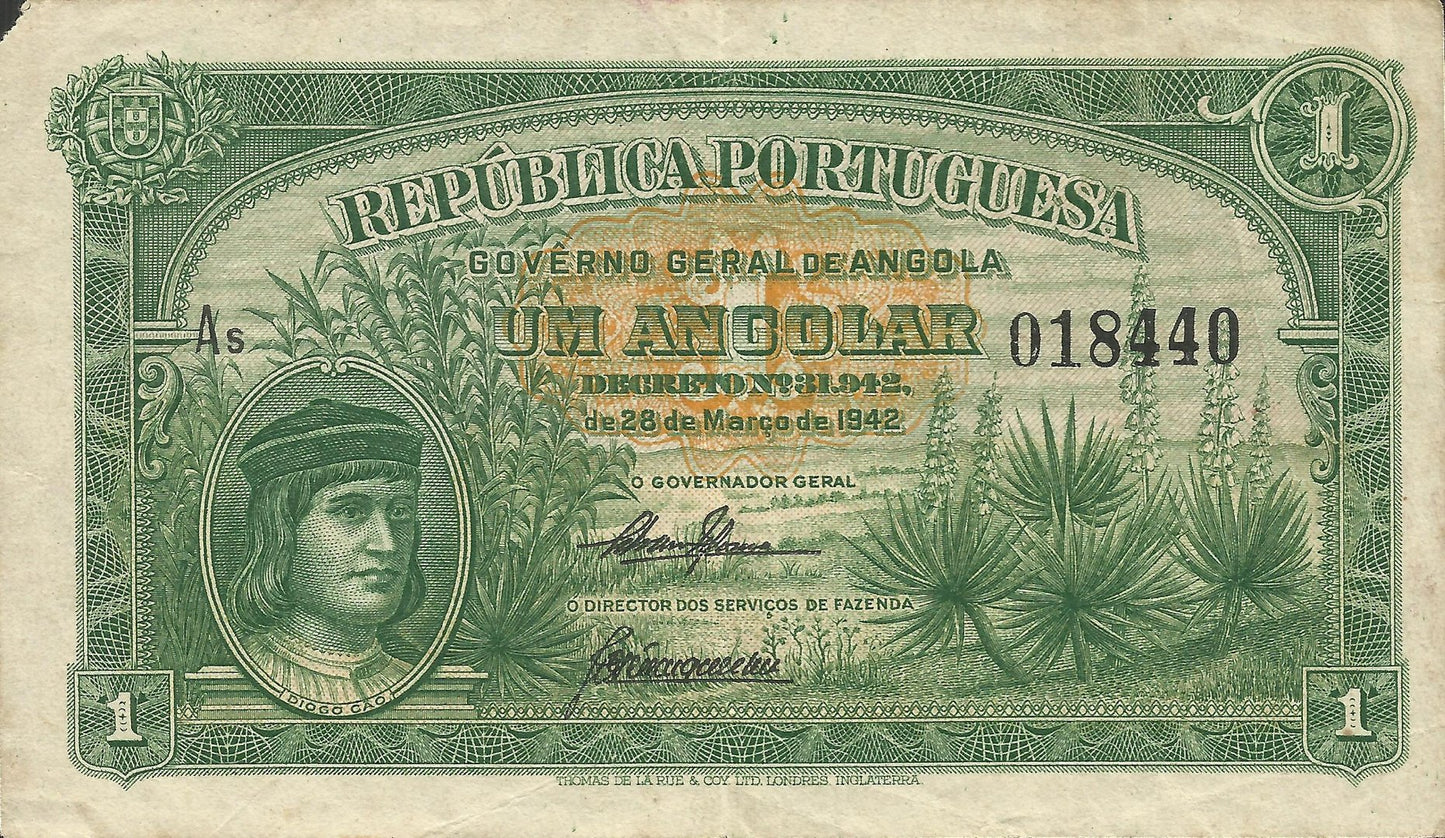 1
REPÚBLICA PORTUGUESA
GOVÊRNO GERAL DE ANGOLA
UM ANGOLAR
As
018440
DECRETO Nº 31.942,
de 28 de Março de 1942
O GOVERNADOR GERAL
O DIRECTOR DOS SERVIÇOS DE FAZENDA
DIOGO CÃO
1
1
THOMAS DE LA RUE & COY. LTD. LONDRES. INGLATERRA.